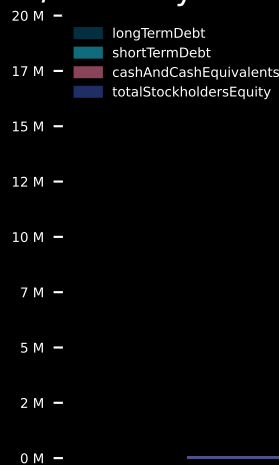 20 M
longTermDebt
shortTermDebt
17 M
cashAndCashEquivalents
totalStockholdersEquity
15 M
12 M
10 M
7 M
5 M
2 M
0 M